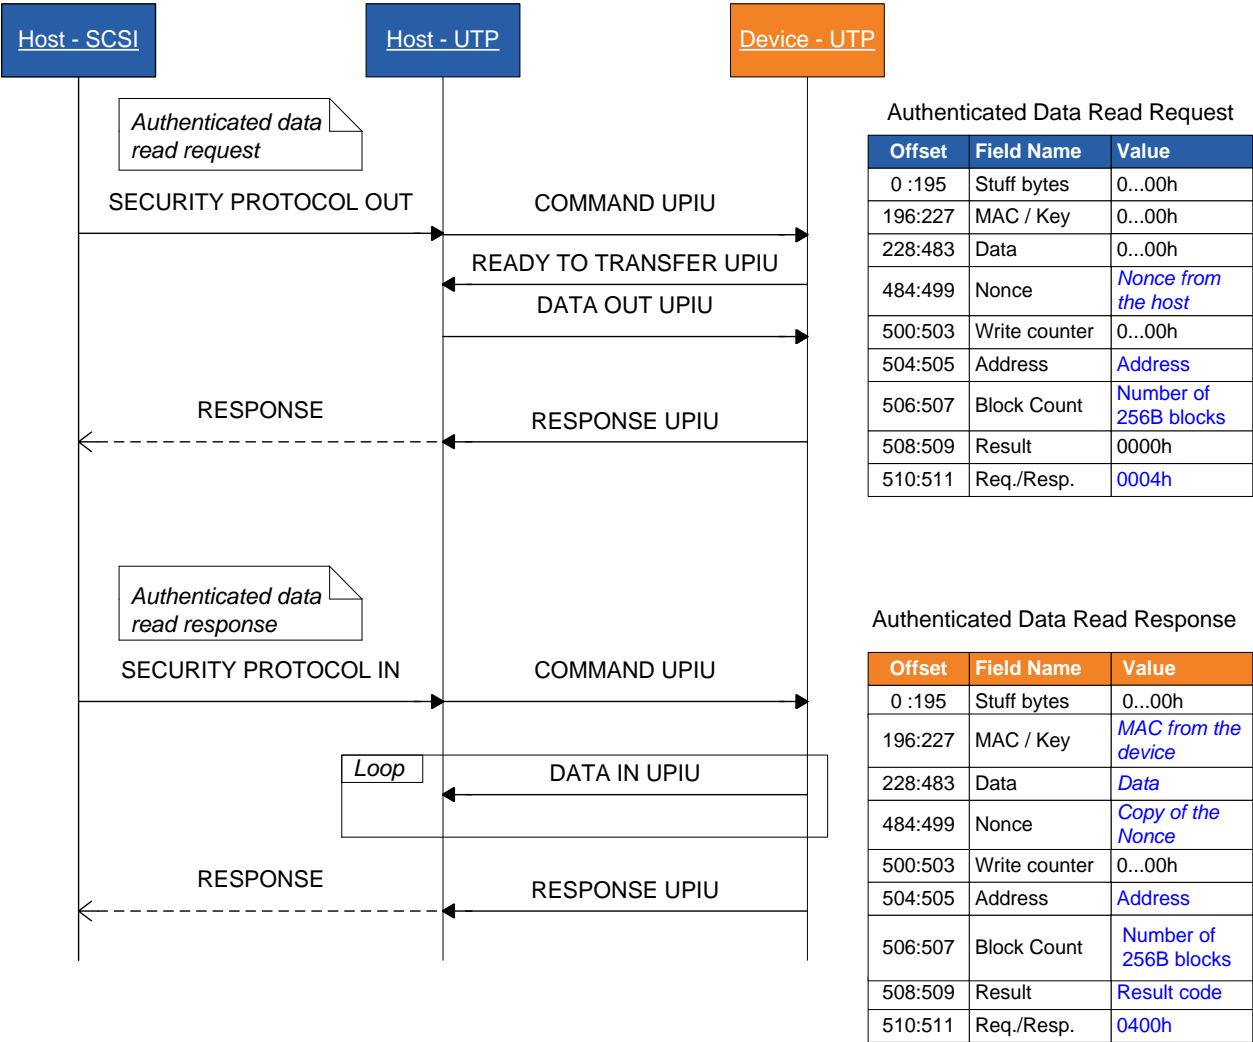 Host - SCSI
Host - UTP
Device - UTP
Authenticated data
read request
SECURITY PROTOCOL OUT
COMMAND UPIU
READY TO TRANSFER UPIU
DATA OUT UPIU
RESPONSE
RESPONSE UPIU
Authenticated data
read response
SECURITY PROTOCOL IN
COMMAND UPIU
Loop
DATA IN UPIU
RESPONSE
RESPONSE UPIU
Authenticated Data Read Request
Offset Field Name Value
0 :195 Stuff bytes 0...00h
196:227 MAC / Key 0...00h
228:483 Data 0...00h
484:499 Nonce Nonce from
the host
500:503 Write counter 0...00h
504:505 Address Address
506:507 Block Count Number of
256B blocks
508:509 Result 0000h
510:511 Req./Resp. 0004h
Authenticated Data Read Response
Offset Field Name Value
0 :195 Stuff bytes 0...00h
196:227 MAC / Key MAC from the
device
228:483 Data Data
484:499 Nonce Copy of the
Nonce
500:503 Write counter 0...00h
504:505 Address Address
506:507 Block Count Number of
256B blocks
508:509 Result Result code
510:511 Req./Resp. 0400h